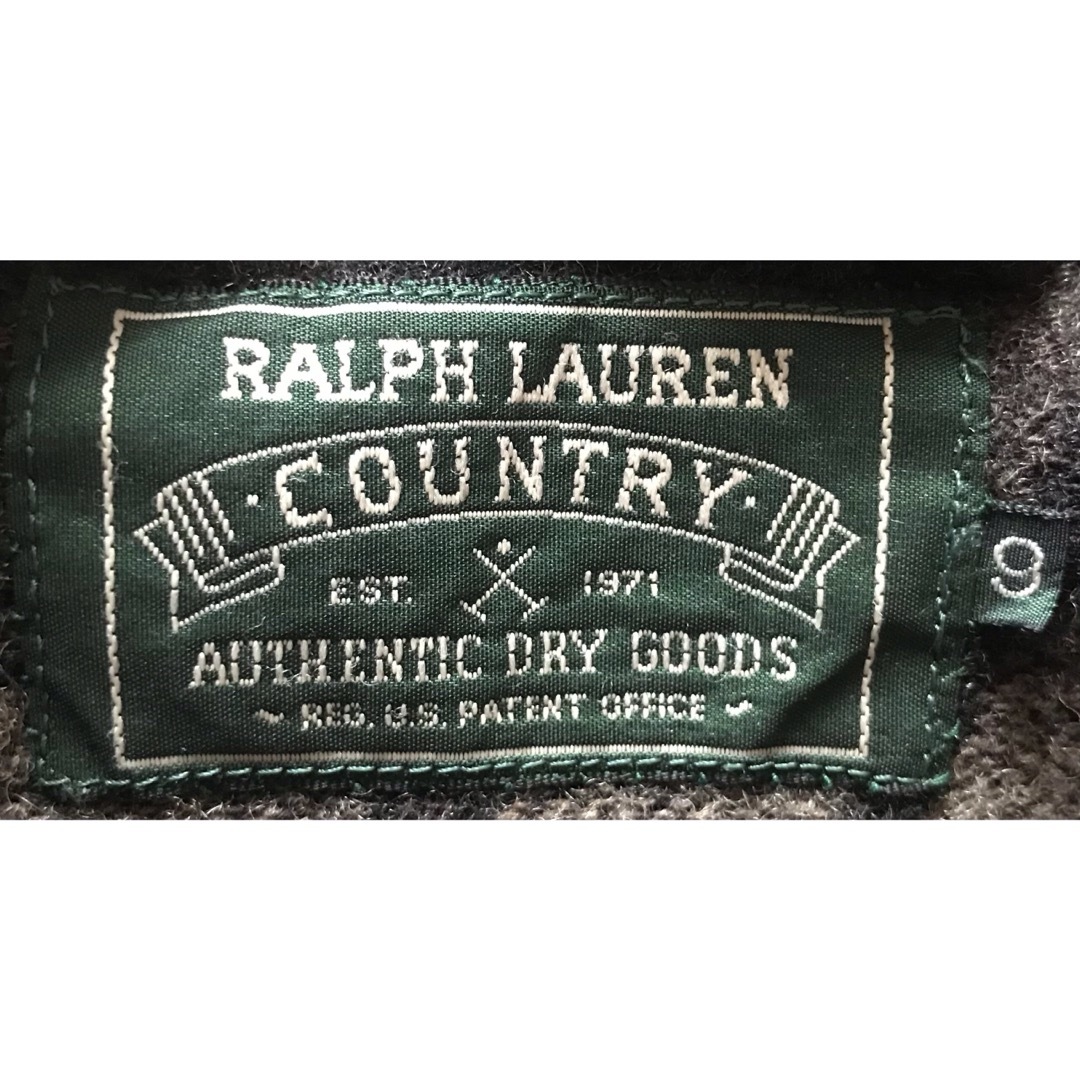 RALPH LAUREN
· COUNTRY ·
EST. 1971
9
AUTHENTIC DRY GOODS
~ REG. U.S. PATENT OFFICE ~